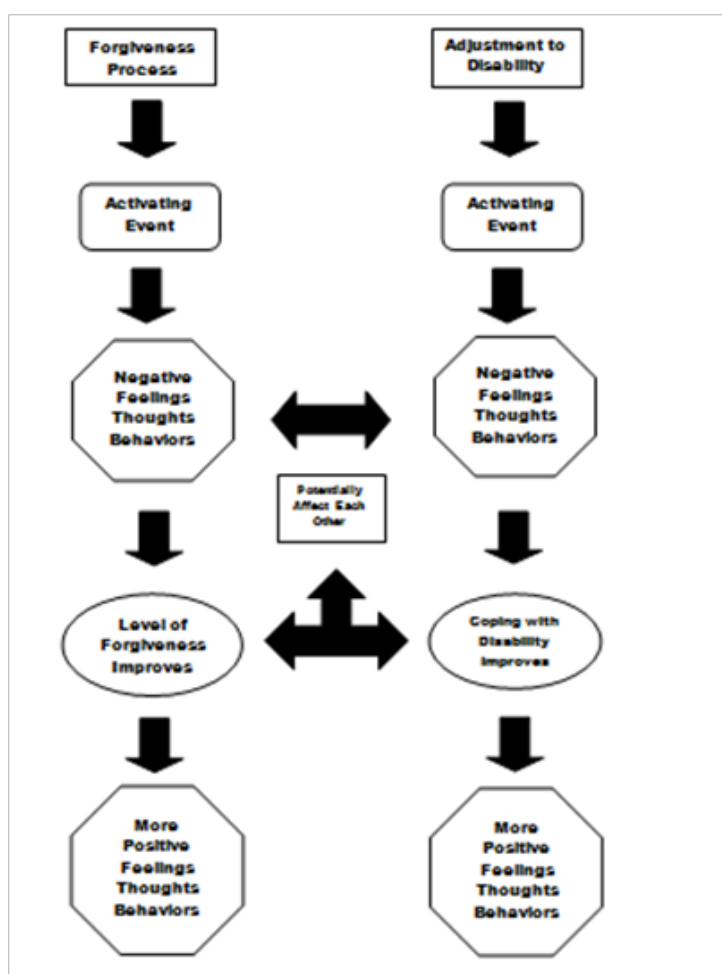 Forgiveness
Process
Adjustment to
Disability
Activating
Event
Activating
Event
Negative
Feelings
Thoughts
Behaviors
Negative
Feelings
Thoughts
Behaviors
Potentially
Affect Each
Other
Level of
Forgiveness
Improves
Coping with
Disability
Improves
More
Positive
Feelings
Thoughts
Behaviors
More
Positive
Feelings
Thoughts
Behaviors